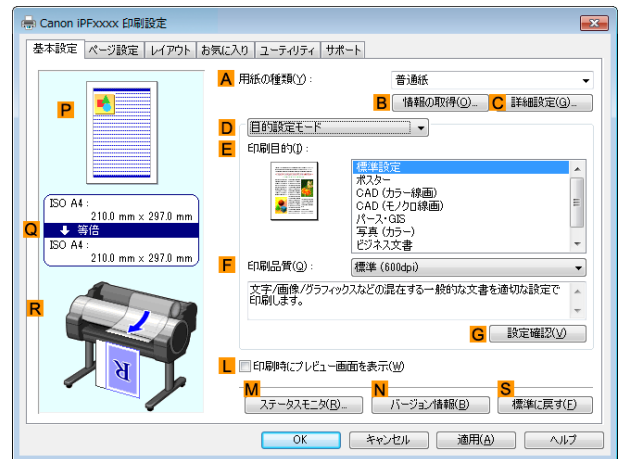 Canon iPFxxxx 印刷設定
基本設定 ページ設定 レイアウト お気に入り ユーティリティ サポート
A 用紙の種類(Y): 普通紙
B 情報の取得(O)... C 詳細設定(G)...
P
D 目的設定モード
E 印刷目的(I):
標準設定
ポスター
CAD (カラー線画)
CAD (モノクロ線画)
パース・GIS
写真 (カラー)
ビジネス文書
ISO A4:
210.0 mm × 297.0 mm
Q 等倍
ISO A4:
210.0 mm × 297.0 mm
F 印刷品質(Q): 標準 (600dpi)
文字/画像/グラフィックスなどの混在する一般的な文書を適切な設定で
印刷します。
R
G 設定確認(V)
L 印刷時にプレビュー画面を表示(W)
M N S
ステータスモニタ(R)... バージョン情報(B) 標準に戻す(F)
OK キャンセル 適用(A) ヘルプ